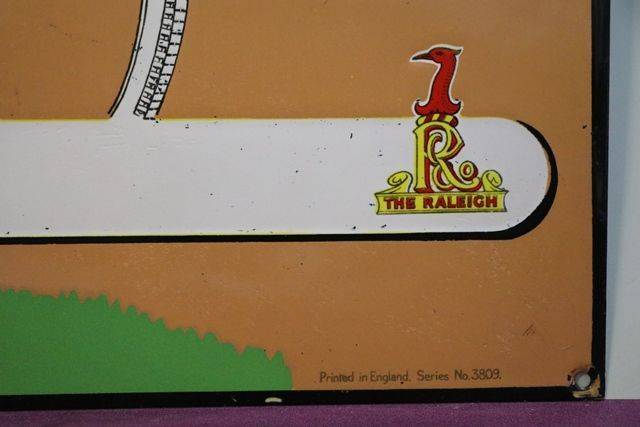 R
THE RALEIGH
Printed in England. Series No. 3809.